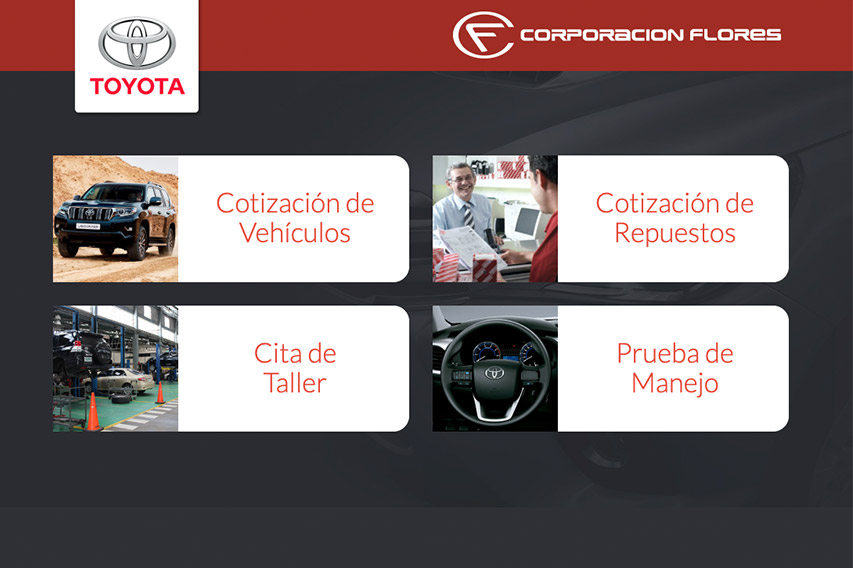 TOYOTA
CORPORACION FLORES
Cotización de
Vehículos
Cotización de
Repuestos
Cita de
Taller
Prueba de
Manejo